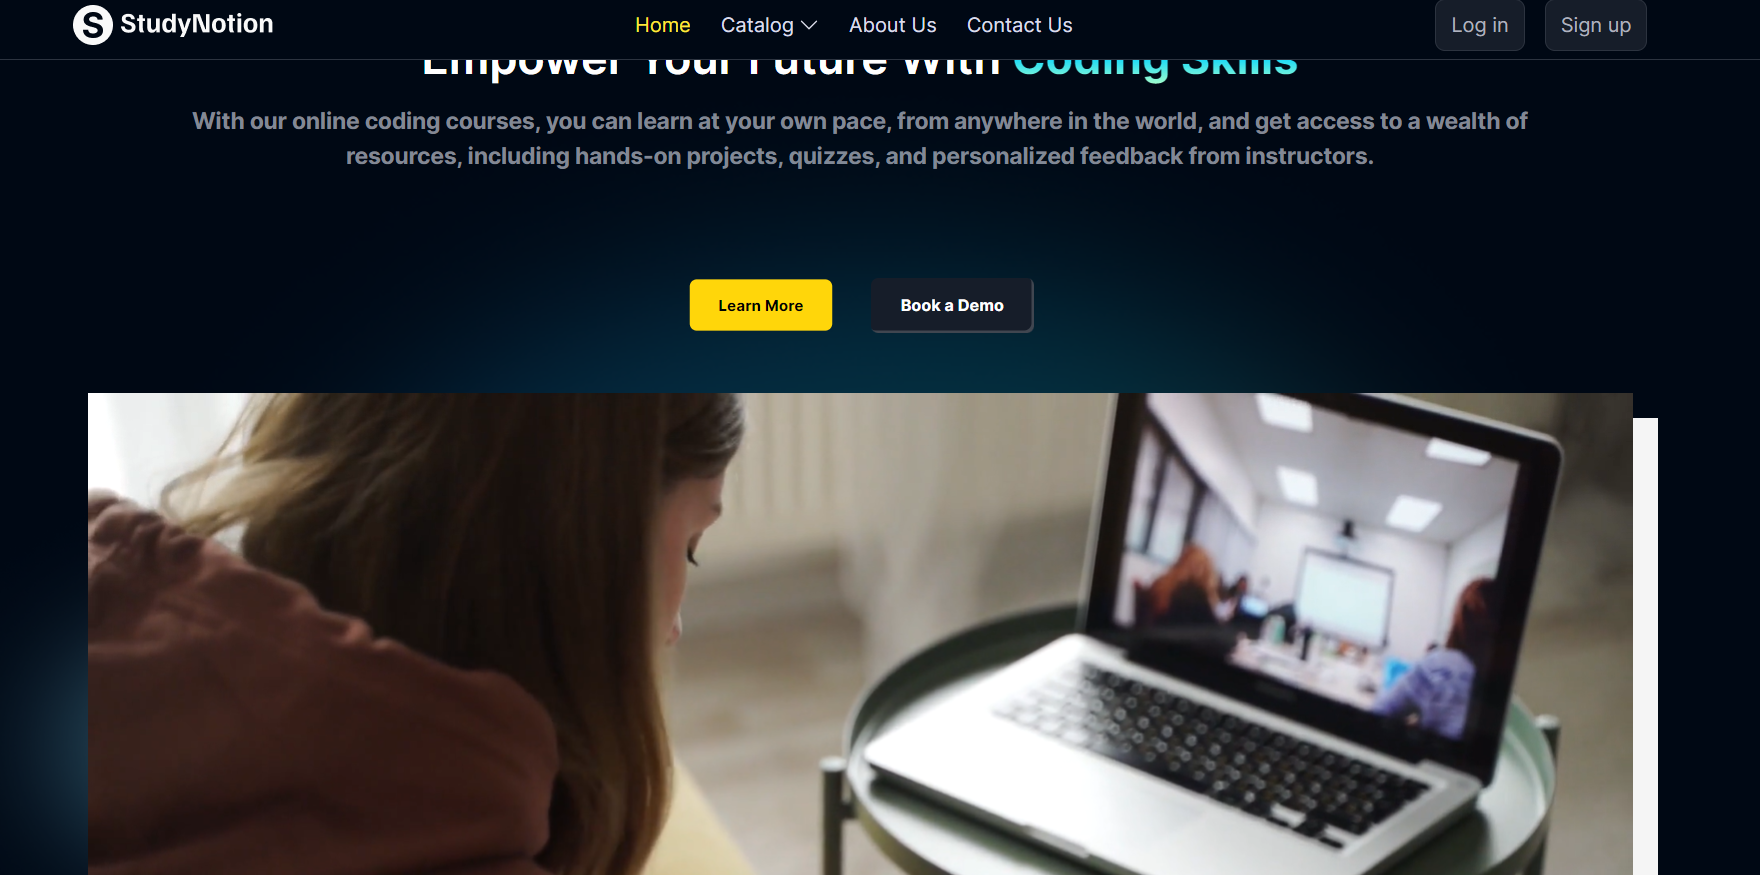 StudyNotion
Home
Catalog
About Us
Contact Us
Log in
Sign up
Empower Your Future With Coding Skills
With our online coding courses, you can learn at your own pace, from anywhere in the world, and get access to a wealth of
resources, including hands-on projects, quizzes, and personalized feedback from instructors.
Learn More
Book a Demo